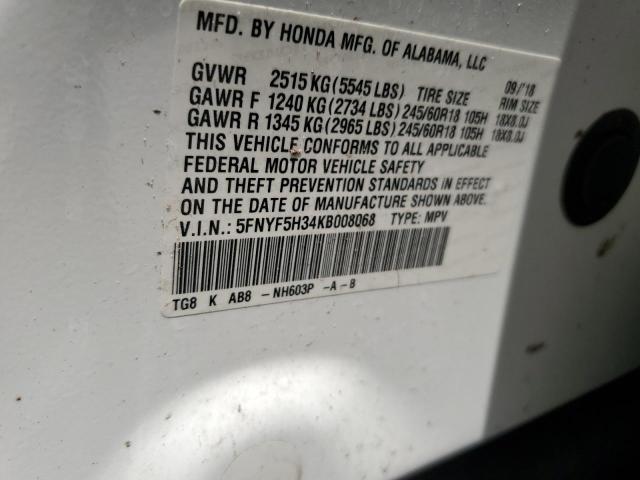 MFD. BY HONDA MFG. OF ALABAMA, LLC
09/'18
GVWR 2515 KG (5545 LBS) TIRE SIZE RIM SIZE
GAWR F 1240 KG (2734 LBS) 245/60R18 105H 18X8.0J
GAWR R 1345 KG (2965 LBS) 245/60R18 105H 18X8.0J
THIS VEHICLE CONFORMS TO ALL APPLICABLE
FEDERAL MOTOR VEHICLE SAFETY
AND THEFT PREVENTION STANDARDS IN EFFECT
ON THE DATE OF MANUFACTURE SHOWN ABOVE.
V.I.N.: 5FNYF5H34KB008068 TYPE: MPV
TG8 K AB8 -NH603P -A-8